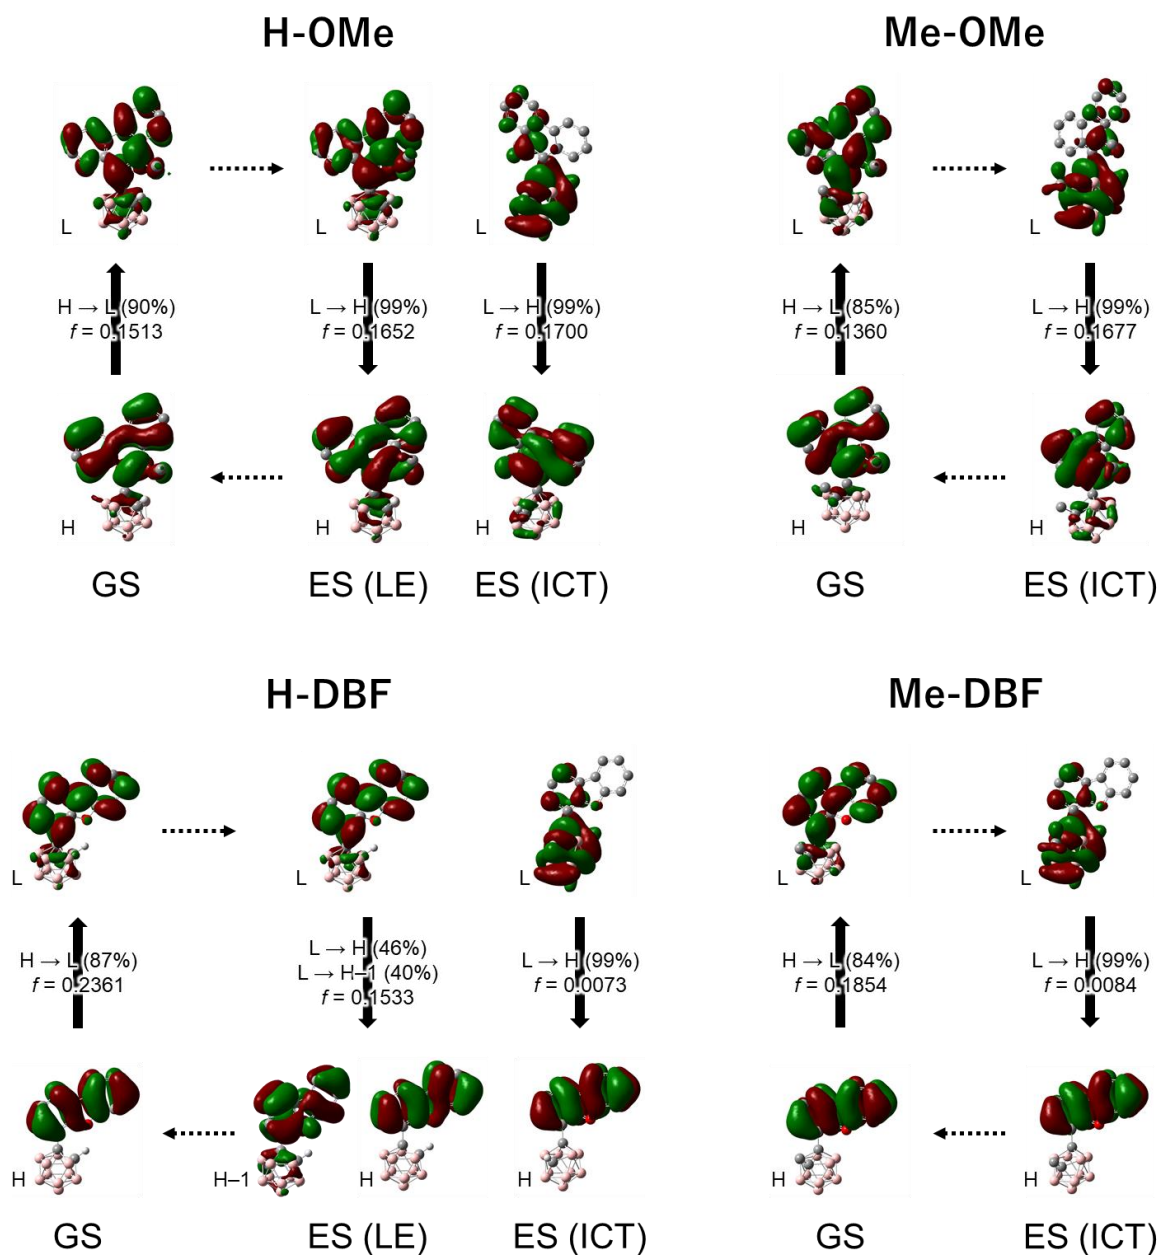 H-OMe
Me-OMe
L
L
L
L
L
H → L (90%)
f = 0.1513
L → H (99%)
f = 0.1652
L → H (99%)
f = 0.1700
H → L (85%)
f = 0.1360
L → H (99%)
f = 0.1677
H
H
H
H
H
GS
ES (LE)
ES (ICT)
GS
ES (ICT)
H-DBF
Me-DBF
L
L
L
L
L
H → L (87%)
f = 0.2361
L → H (46%)
L → H–1 (40%)
f = 0.1533
L → H (99%)
f = 0.0073
H → L (84%)
f = 0.1854
L → H (99%)
f = 0.0084
H
H–1
H
H
H
H
GS
ES (LE)
ES (ICT)
GS
ES (ICT)